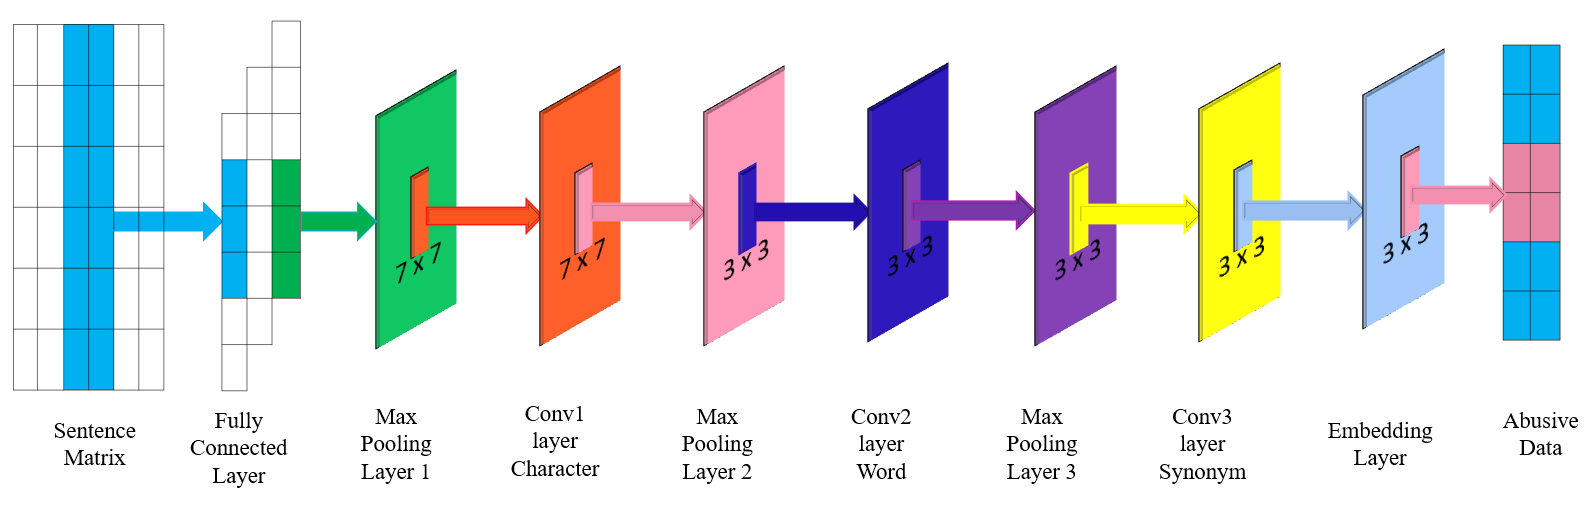 7 x 7
7 x 7
3 x 3
3 x 3
3 x 3
3 x 3
3 x 3
Sentence
Matrix
Fully
Connected
Layer
Max
Pooling
Layer 1
Conv1
layer
Character
Max
Pooling
Layer 2
Conv2
layer
Word
Max
Pooling
Layer 3
Conv3
layer
Synonym
Embedding
Layer
Abusive
Data